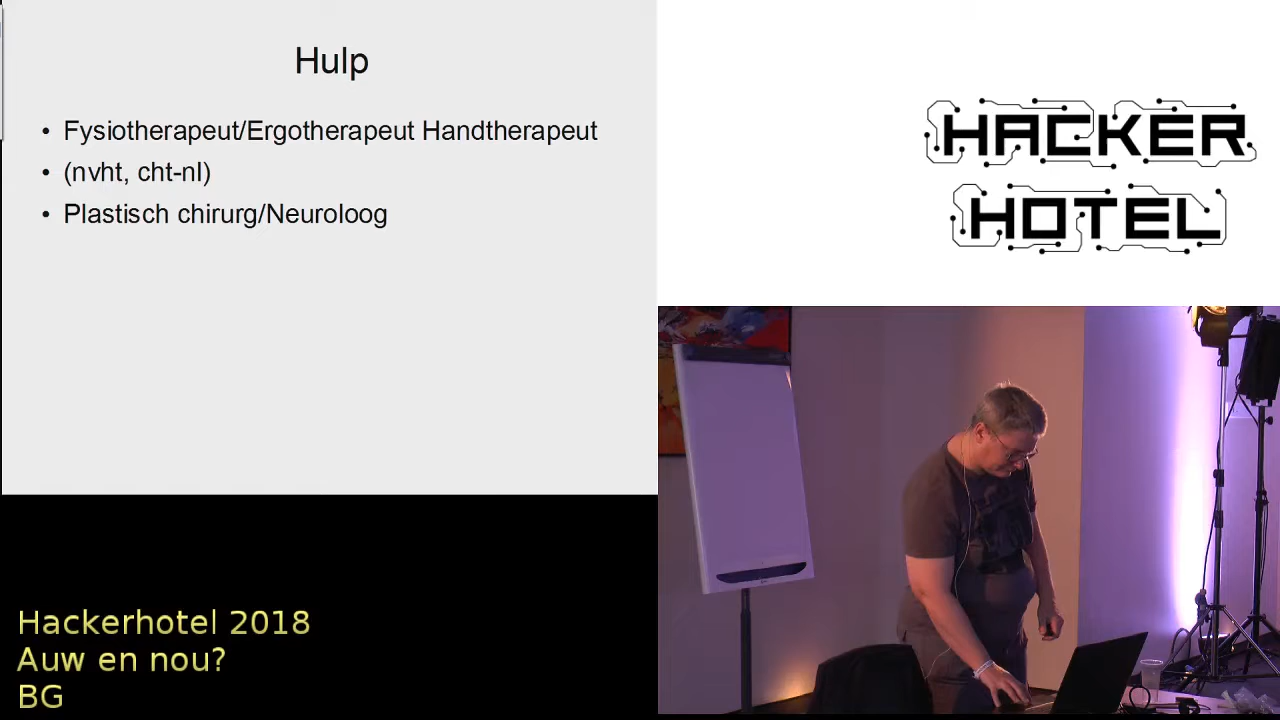 Hulp
• Fysiotherapeut/Ergotherapeut Handtherapeut
• (nvht, cht-nl)
• Plastisch chirurg/Neuroloog
HACKER
HOTEL
Hackerhotel 2018
Auw en nou?
BG